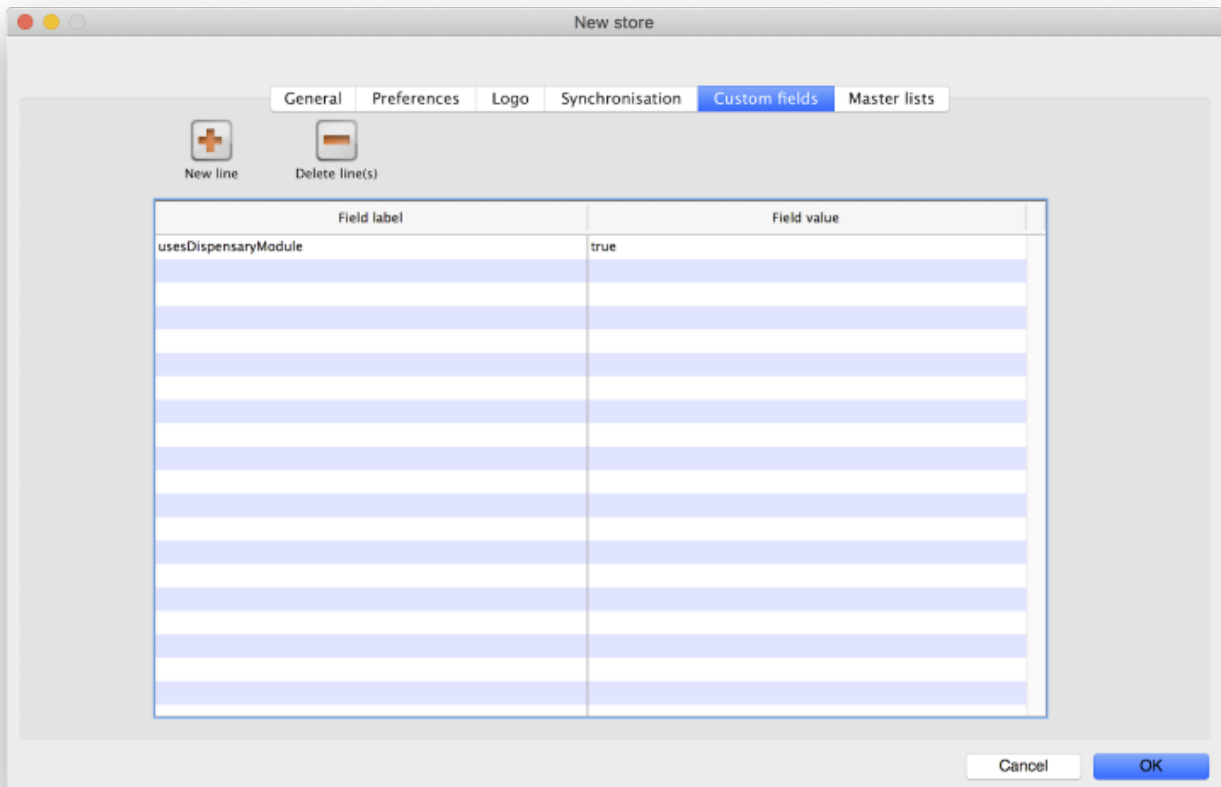 New store
General Preferences Logo Synchronisation Custom fields Master lists
New line Delete line(s)
Field label Field value
usesDispensaryModule true
Cancel OK